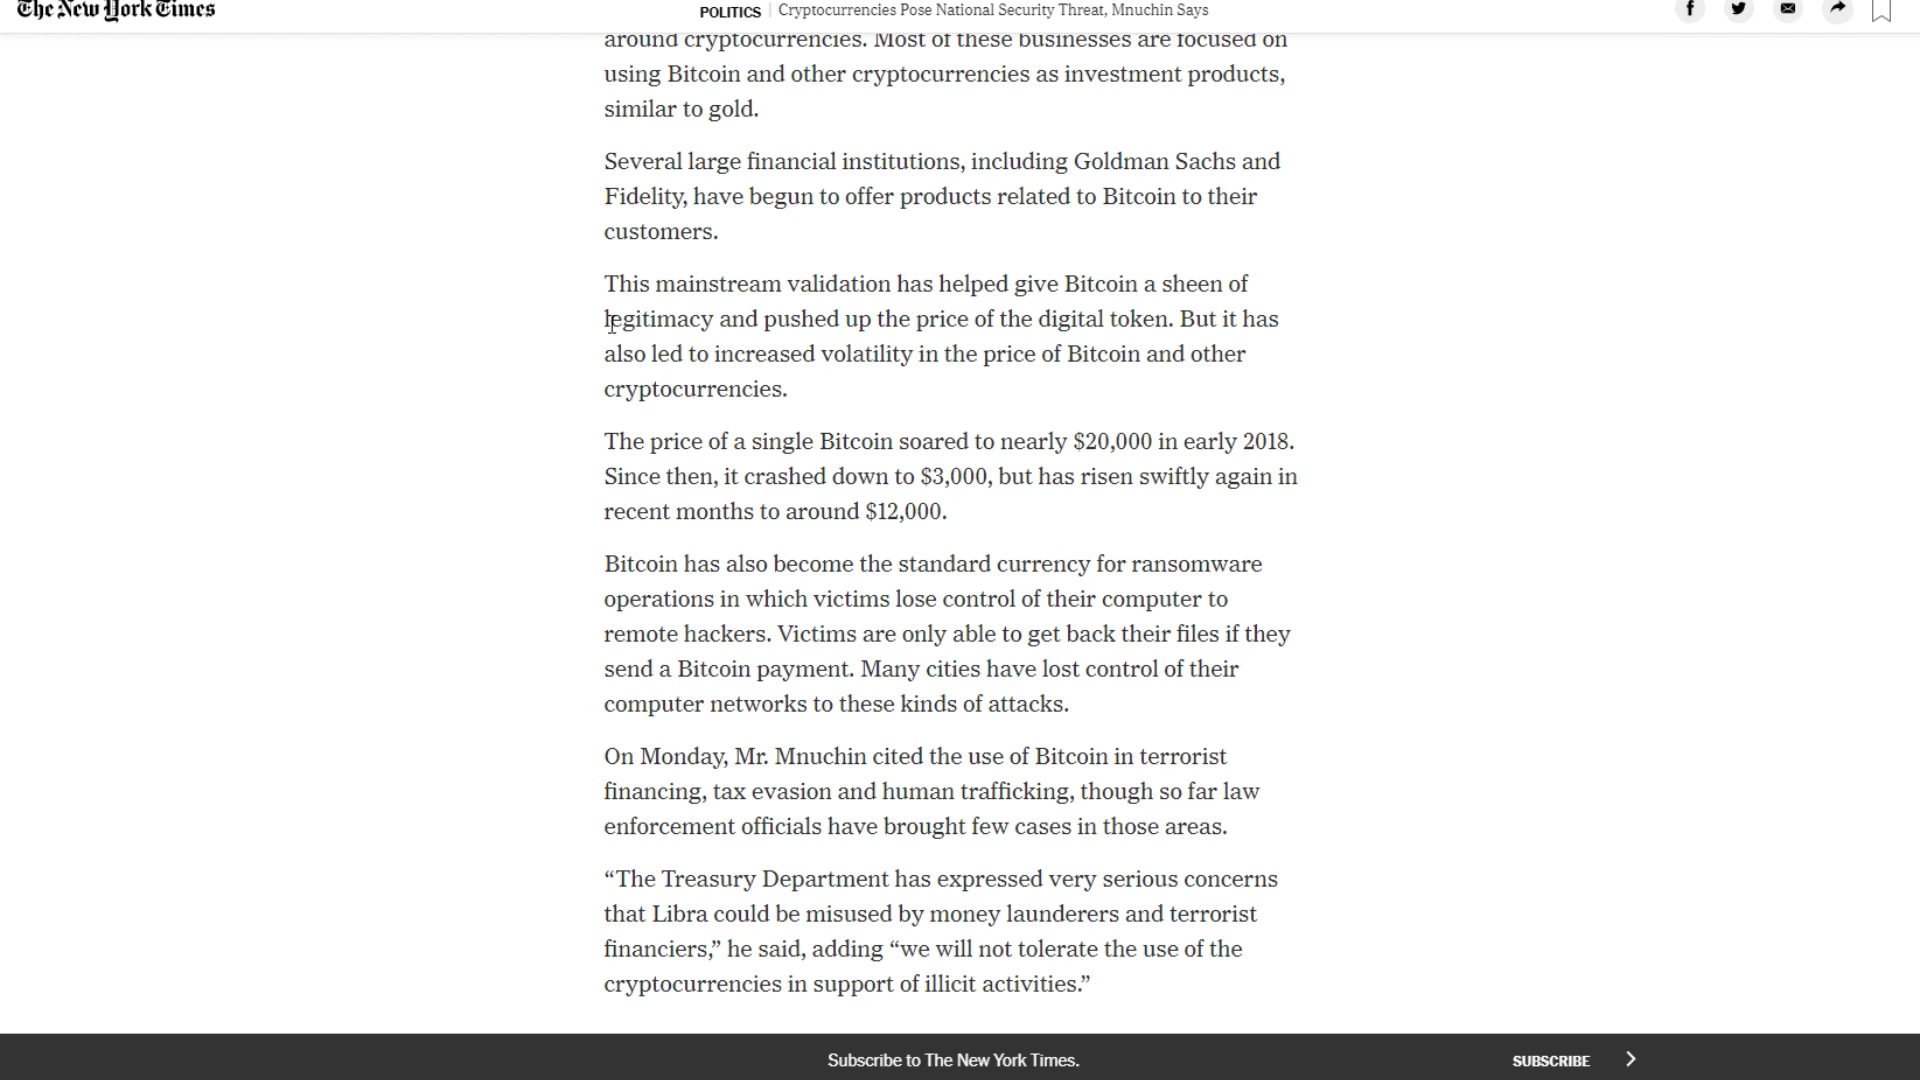 The New York Times
POLITICS | Cryptocurrencies Pose National Security Threat, Mnuchin Says
around cryptocurrencies. Most of these businesses are focused on
using Bitcoin and other cryptocurrencies as investment products,
similar to gold.
Several large financial institutions, including Goldman Sachs and
Fidelity, have begun to offer products related to Bitcoin to their
customers.
This mainstream validation has helped give Bitcoin a sheen of
legitimacy and pushed up the price of the digital token. But it has
also led to increased volatility in the price of Bitcoin and other
cryptocurrencies.
The price of a single Bitcoin soared to nearly $20,000 in early 2018.
Since then, it crashed down to $3,000, but has risen swiftly again in
recent months to around $12,000.
Bitcoin has also become the standard currency for ransomware
operations in which victims lose control of their computer to
remote hackers. Victims are only able to get back their files if they
send a Bitcoin payment. Many cities have lost control of their
computer networks to these kinds of attacks.
On Monday, Mr. Mnuchin cited the use of Bitcoin in terrorist
financing, tax evasion and human trafficking, though so far law
enforcement officials have brought few cases in those areas.
“The Treasury Department has expressed very serious concerns
that Libra could be misused by money launderers and terrorist
financiers,” he said, adding “we will not tolerate the use of the
cryptocurrencies in support of illicit activities.”
Subscribe to The New York Times.
SUBSCRIBE